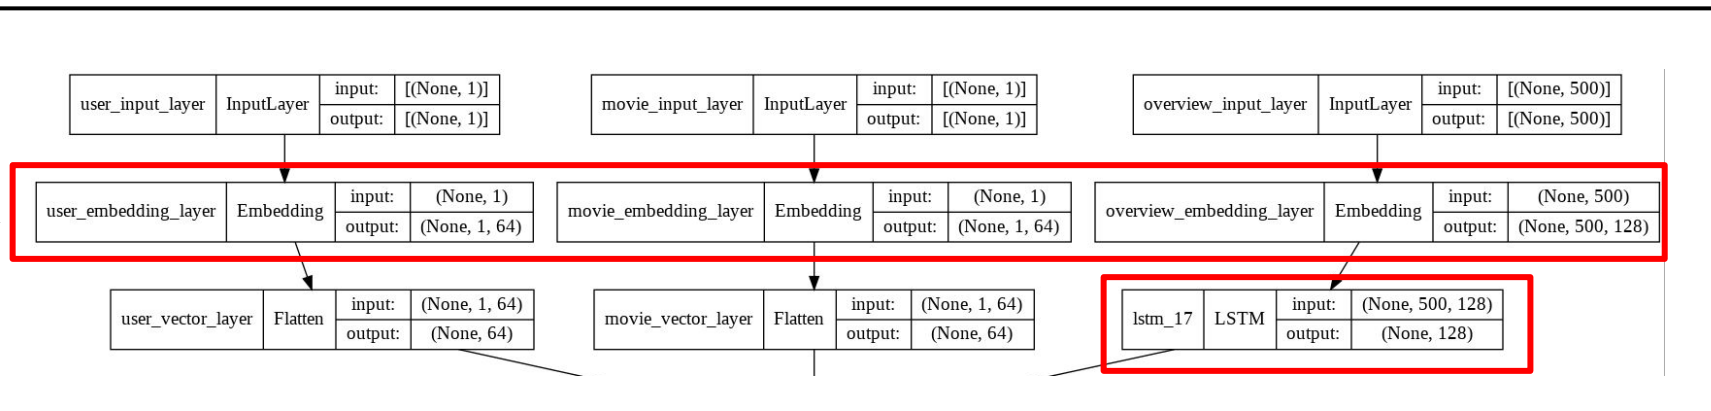 user_input_layer InputLayer input: [(None, 1)]
output: [(None, 1)]
movie_input_layer InputLayer input: [(None, 1)]
output: [(None, 1)]
overview_input_layer InputLayer input: [(None, 500)]
output: [(None, 500)]
user_embedding_layer Embedding input: (None, 1)
output: (None, 1, 64)
movie_embedding_layer Embedding input: (None, 1)
output: (None, 1, 64)
overview_embedding_layer Embedding input: (None, 500)
output: (None, 500, 128)
user_vector_layer Flatten input: (None, 1, 64)
output: (None, 64)
movie_vector_layer Flatten input: (None, 1, 64)
output: (None, 64)
lstm_17 LSTM input: (None, 500, 128)
output: (None, 128)